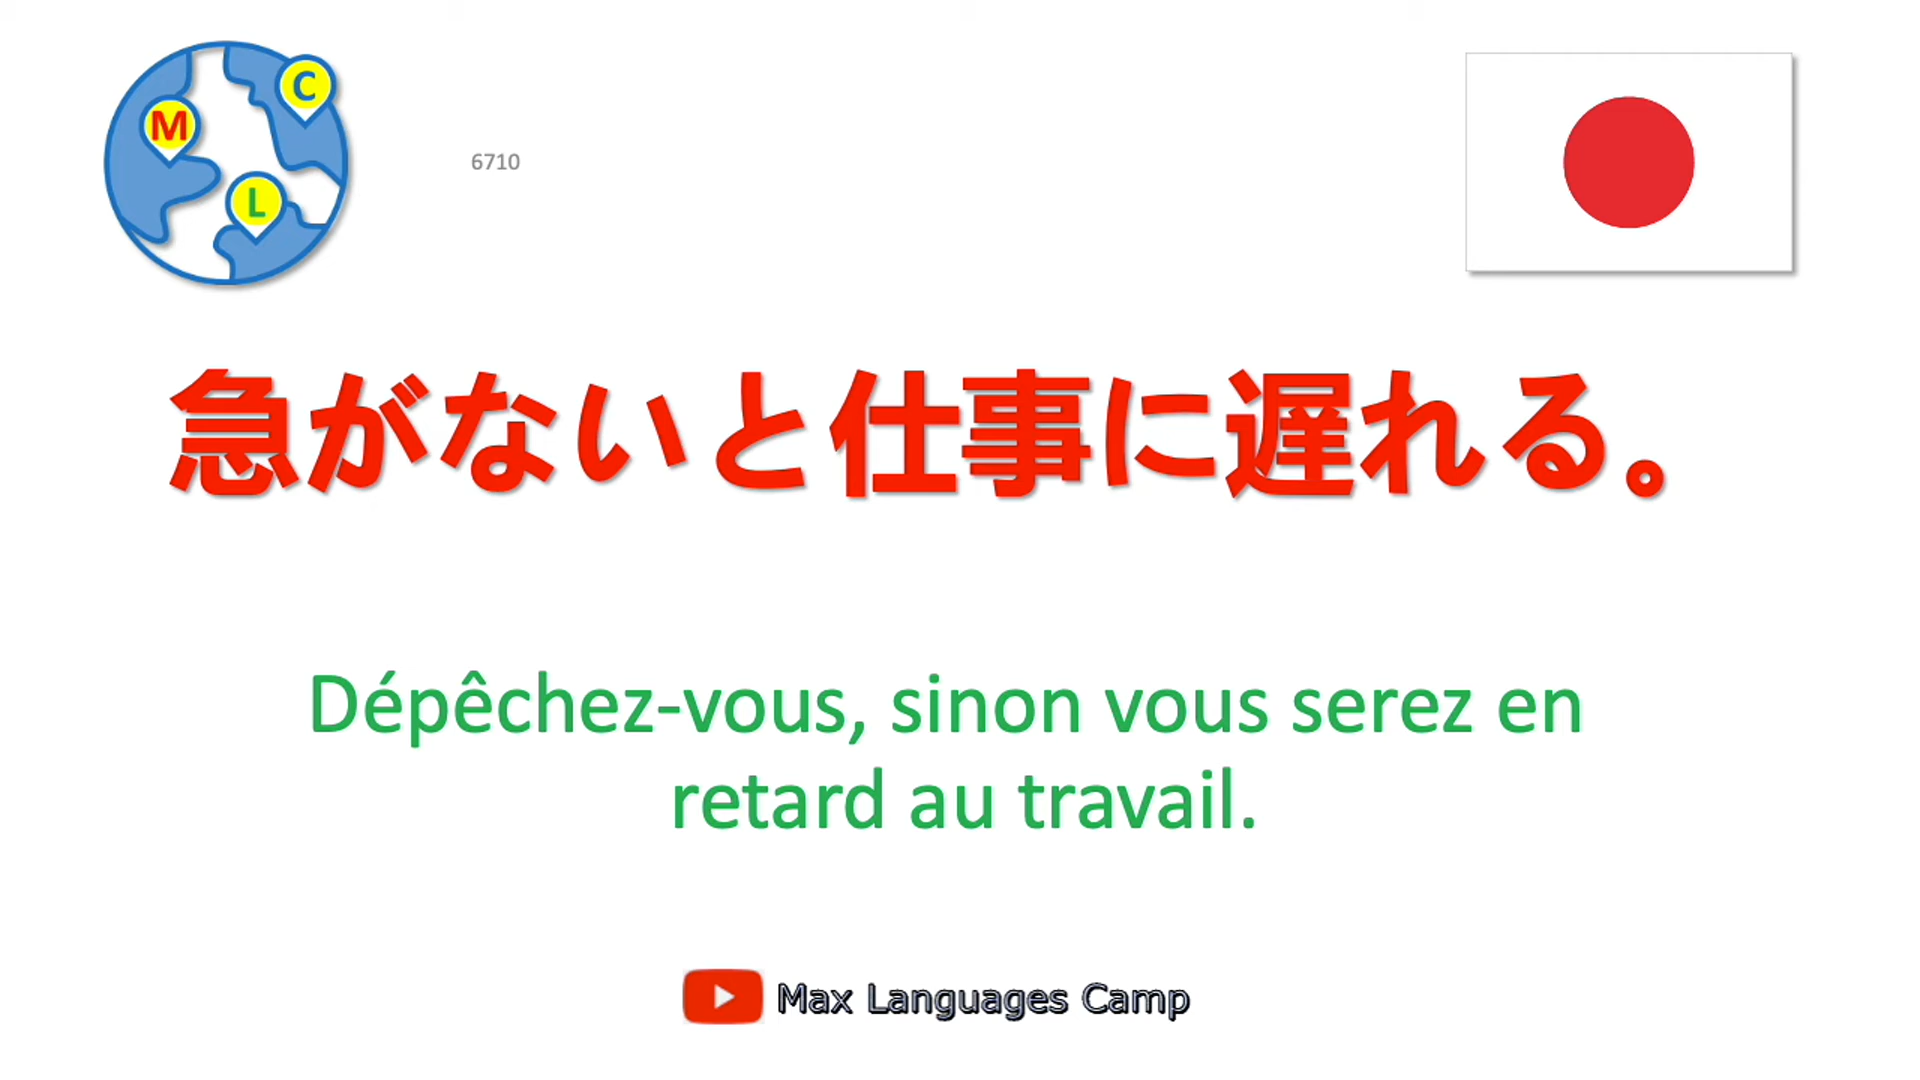 M
C
L
6710
急がないと仕事に遅れる。
Dépêchez-vous, sinon vous serez en
retard au travail.
Max Languages Camp